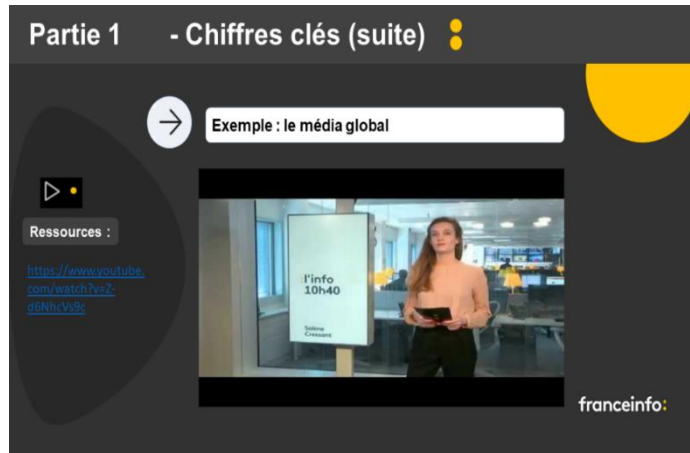 Partie 1 - Chiffres clés (suite)
Exemple : le média global
Ressources :
https://www.youtube.
com/watch?v=Z-
d6NhcVs9c
l'info
10h40
Solène
Cressant
franceinfo: